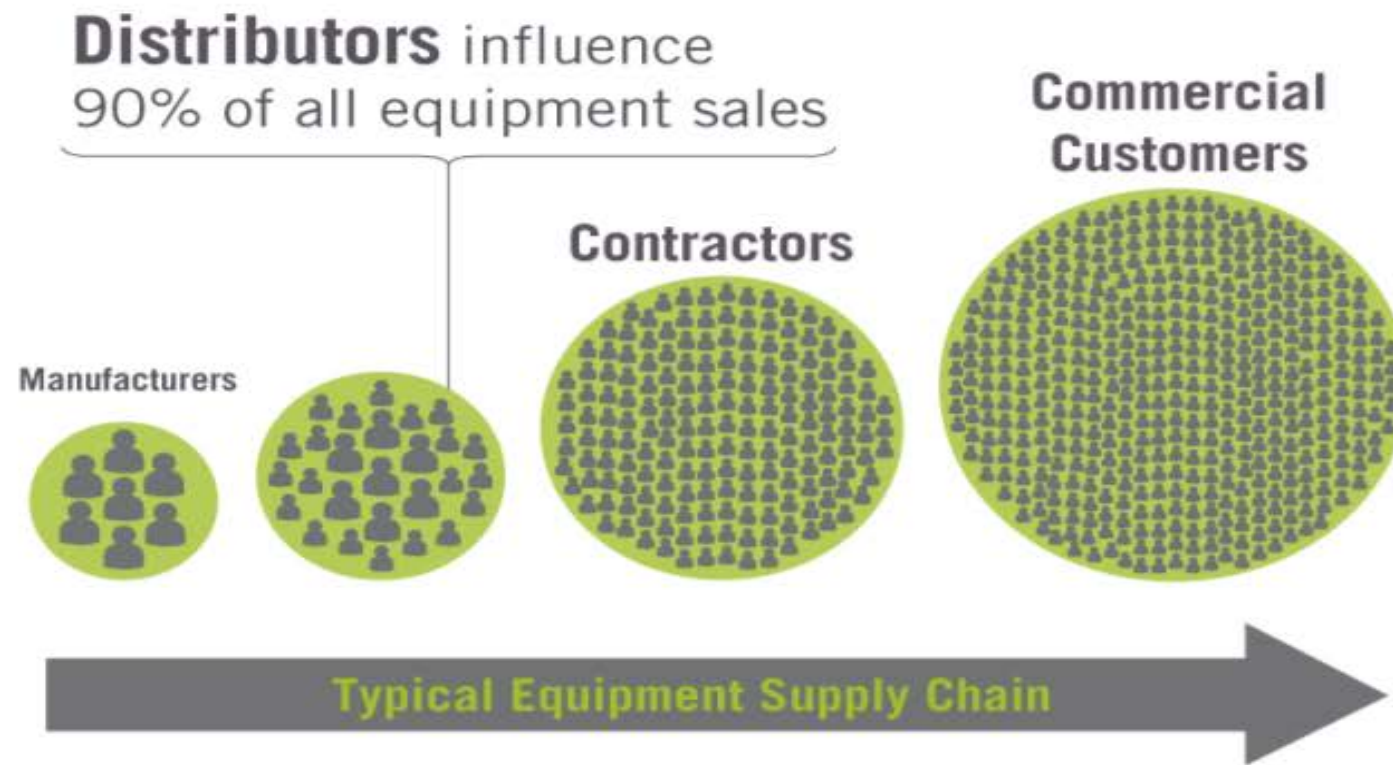 Distributors influence
90% of all equipment sales
Commercial
Customers
Contractors
Manufacturers
Typical Equipment Supply Chain